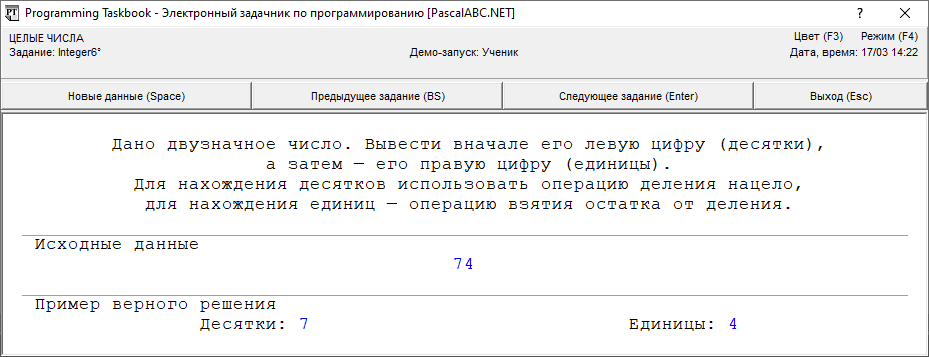 Programming Taskbook - Электронный задачник по программированию [PascalABC.NET]
ЦЕЛЫЕ ЧИСЛА
Цвет (F3) Режим (F4)
Задание: Integer6°
Демо-запуск: Ученик
Дата, время: 17/03 14:22
Новые данные (Space)
Предыдущее задание (BS)
Следующее задание (Enter)
Выход (Esc)
Дано двузначное число. Вывести вначале его левую цифру (десятки),
а затем — его правую цифру (единицы).
Для нахождения десятков использовать операцию деления нацело,
для нахождения единиц — операцию взятия остатка от деления.
Исходные данные
74
Пример верного решения
Десятки: 7 Единицы: 4